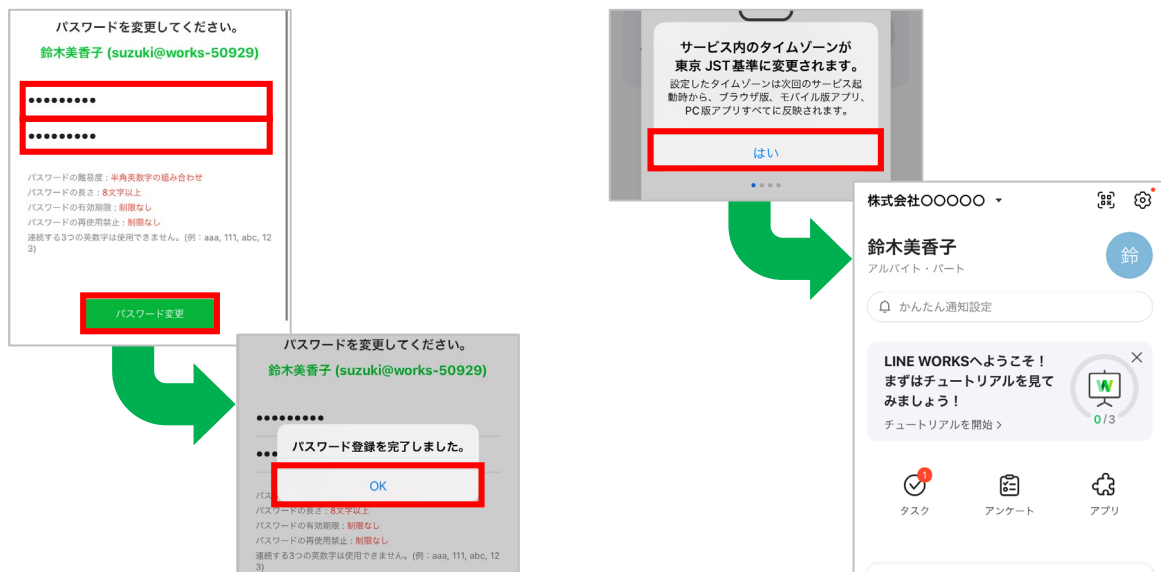 パスワードを変更してください。
鈴木美香子 (suzuki@works-50929)
•••••••••
•••••••••
パスワードの難易度 : 半角英数字の組み合わせ
パスワードの長さ : 8文字以上
パスワードの有効期限 : 制限なし
パスワードの再使用禁止 : 制限なし
連続する3つの英数字は使用できません。(例 : aaa, 111, abc, 12
3)
パスワード変更
パスワードを変更してください。
鈴木美香子 (suzuki@works-50929)
•••••••••
•••
パスワード登録を完了しました。
OK
パス
パスワードの長さ : 8文字以上
パスワードの有効期限 : 制限なし
パスワードの再使用禁止 : 制限なし
連続する3つの英数字は使用できません。(例 : aaa, 111, abc, 12
3)
サービス内のタイムゾーンが
東京 JST基準に変更されます。
設定したタイムゾーンは次回のサービス起
動時から、ブラウザ版、モバイル版アプリ、
PC版アプリすべてに反映されます。
はい
株式会社〇〇〇〇〇
鈴木美香子
鈴
アルバイト・パート
かんたん通知設定
LINE WORKSへようこそ！
まずはチュートリアルを見て
みましょう！
チュートリアルを開始 >
W
0/3
1
タスク
アンケート
アプリ